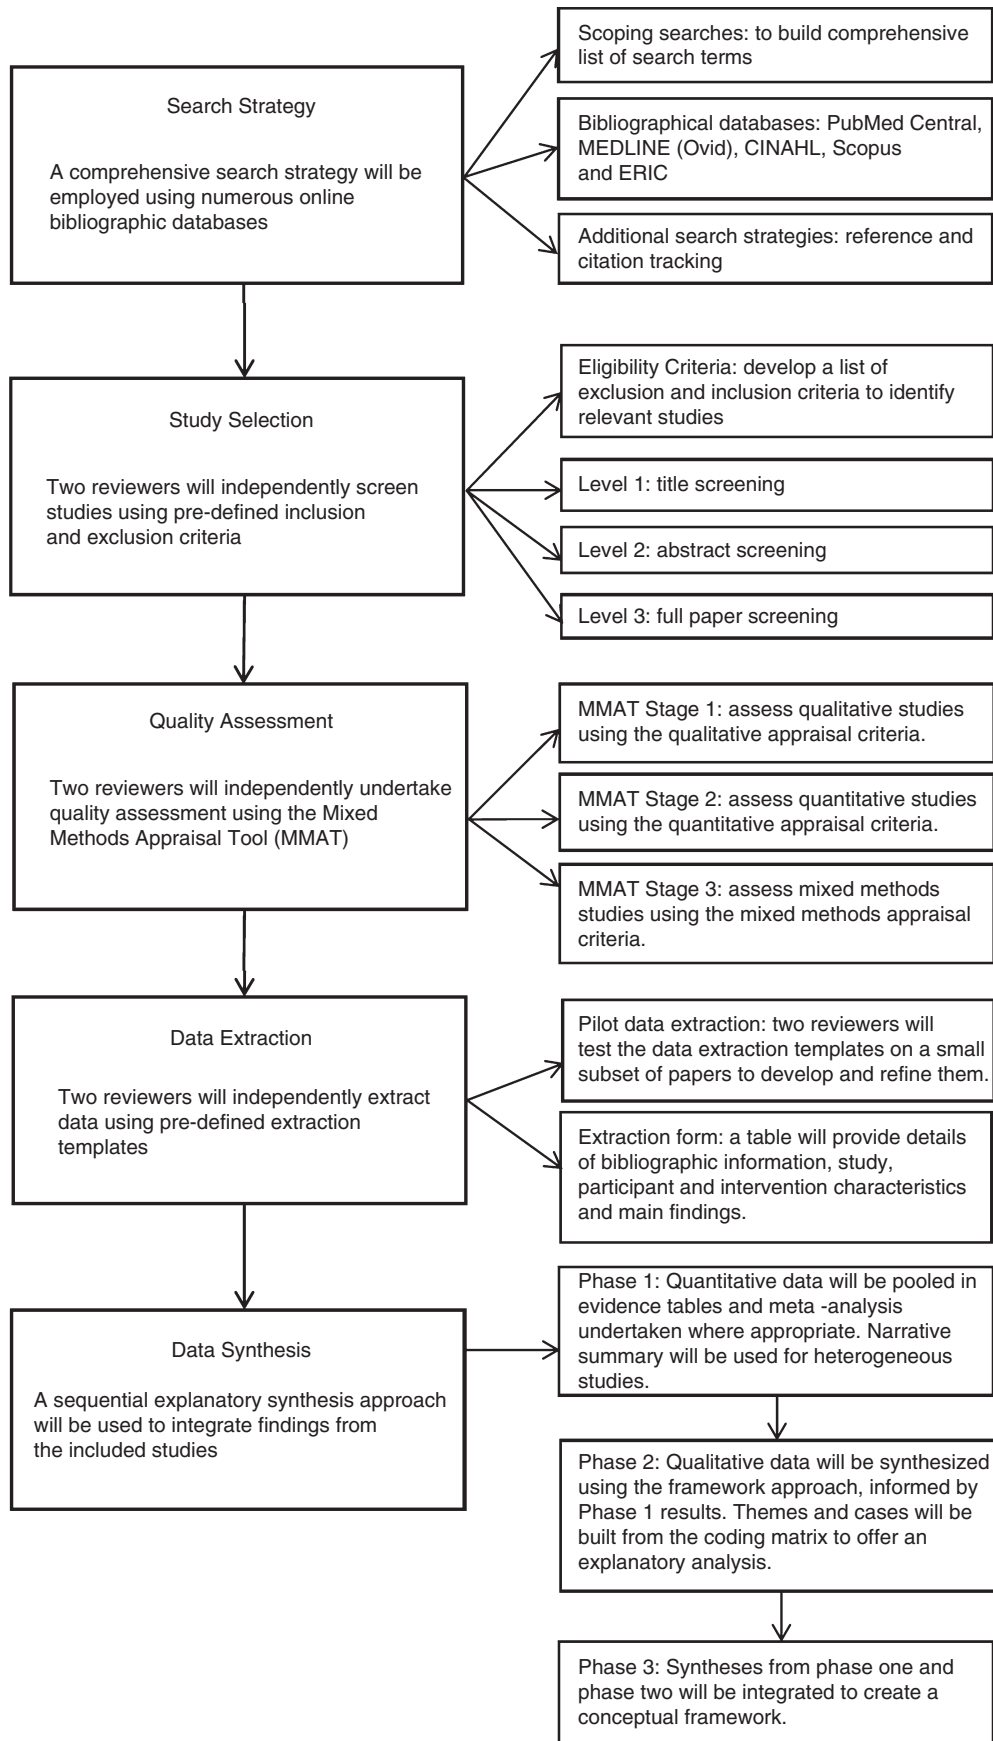 Search Strategy
A comprehensive search strategy will be
employed using numerous online
bibliographic databases
Scoping searches: to build comprehensive
list of search terms
Bibliographical databases: PubMed Central,
MEDLINE (Ovid), CINAHL, Scopus
and ERIC
Additional search strategies: reference and
citation tracking
Study Selection
Two reviewers will independently screen
studies using pre-defined inclusion
and exclusion criteria
Eligibility Criteria: develop a list of
exclusion and inclusion criteria to identify
relevant studies
Level 1: title screening
Level 2: abstract screening
Level 3: full paper screening
Quality Assessment
Two reviewers will independently undertake
quality assessment using the Mixed
Methods Appraisal Tool (MMAT)
MMAT Stage 1: assess qualitative studies
using the qualitative appraisal criteria.
MMAT Stage 2: assess quantitative studies
using the quantitative appraisal criteria.
MMAT Stage 3: assess mixed methods
studies using the mixed methods appraisal
criteria.
Data Extraction
Two reviewers will independently extract
data using pre-defined extraction
templates
Pilot data extraction: two reviewers will
test the data extraction templates on a small
subset of papers to develop and refine them.
Extraction form: a table will provide details
of bibliographic information, study,
participant and intervention characteristics
and main findings.
Data Synthesis
A sequential explanatory synthesis approach
will be used to integrate findings from
the included studies
Phase 1: Quantitative data will be pooled in
evidence tables and meta -analysis
undertaken where appropriate. Narrative
summary will be used for heterogeneous
studies.
Phase 2: Qualitative data will be synthesized
using the framework approach, informed by
Phase 1 results. Themes and cases will be
built from the coding matrix to offer an
explanatory analysis.
Phase 3: Syntheses from phase one and
phase two will be integrated to create a
conceptual framework.